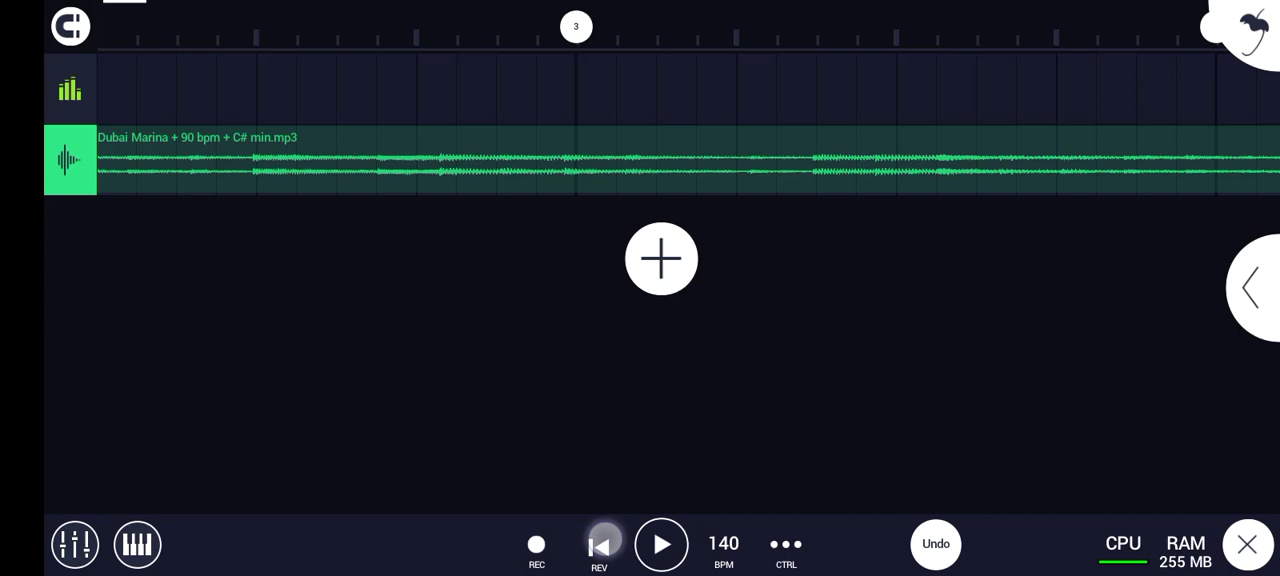 3
Dubai Marina + 90 bpm + C# min.mp3
REC
REV
140
BPM
CTRL
Undo
CPU
RAM
255 MB